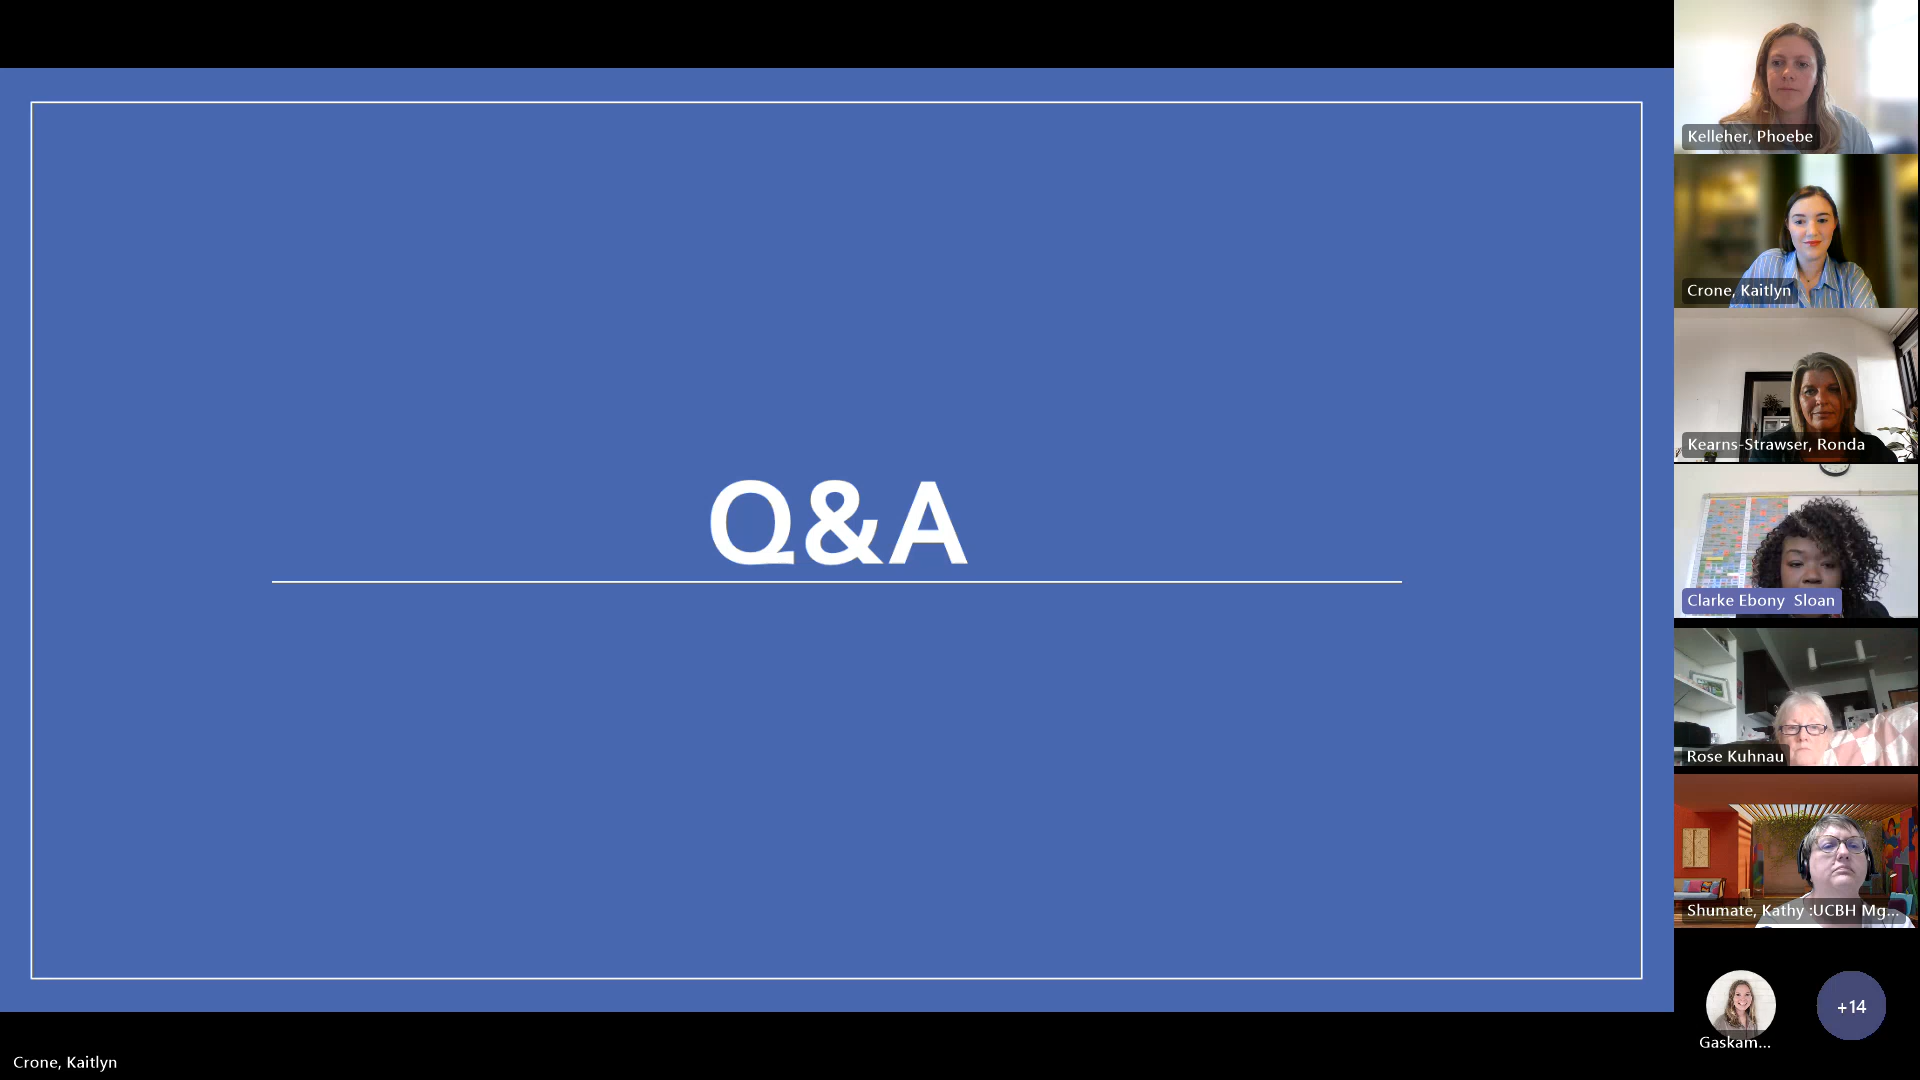 Q&A
Kelleher, Phoebe
Crone, Kaitlyn
Kearns-Strawser, Ronda
Clarke Ebony  Sloan
Rose Kuhnau
Shumate, Kathy :UCBH Mg...
Gaskam...
+14
Crone, Kaitlyn